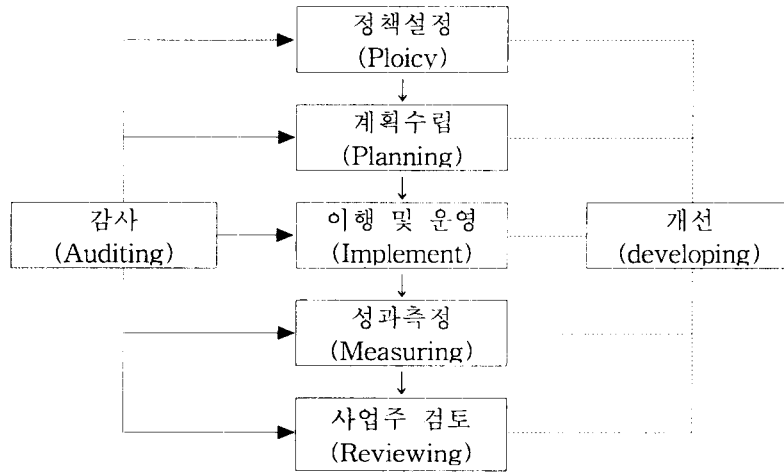 정책설정
(Ploicy)
계획수립
(Planning)
감사
(Auditing)
이행 및 운영
(Implement)
개선
(developing)
성과측정
(Measuring)
사업주 검토
(Reviewing)